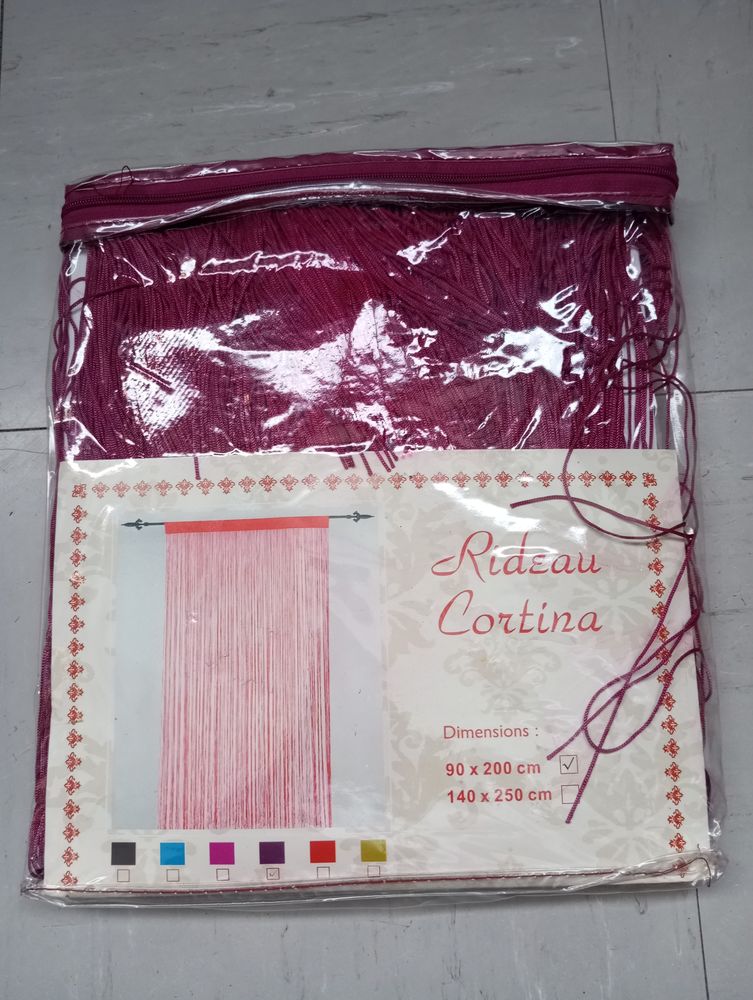 Rideau
Cortina
Dimensions :
90 x 200 cm
140 x 250 cm